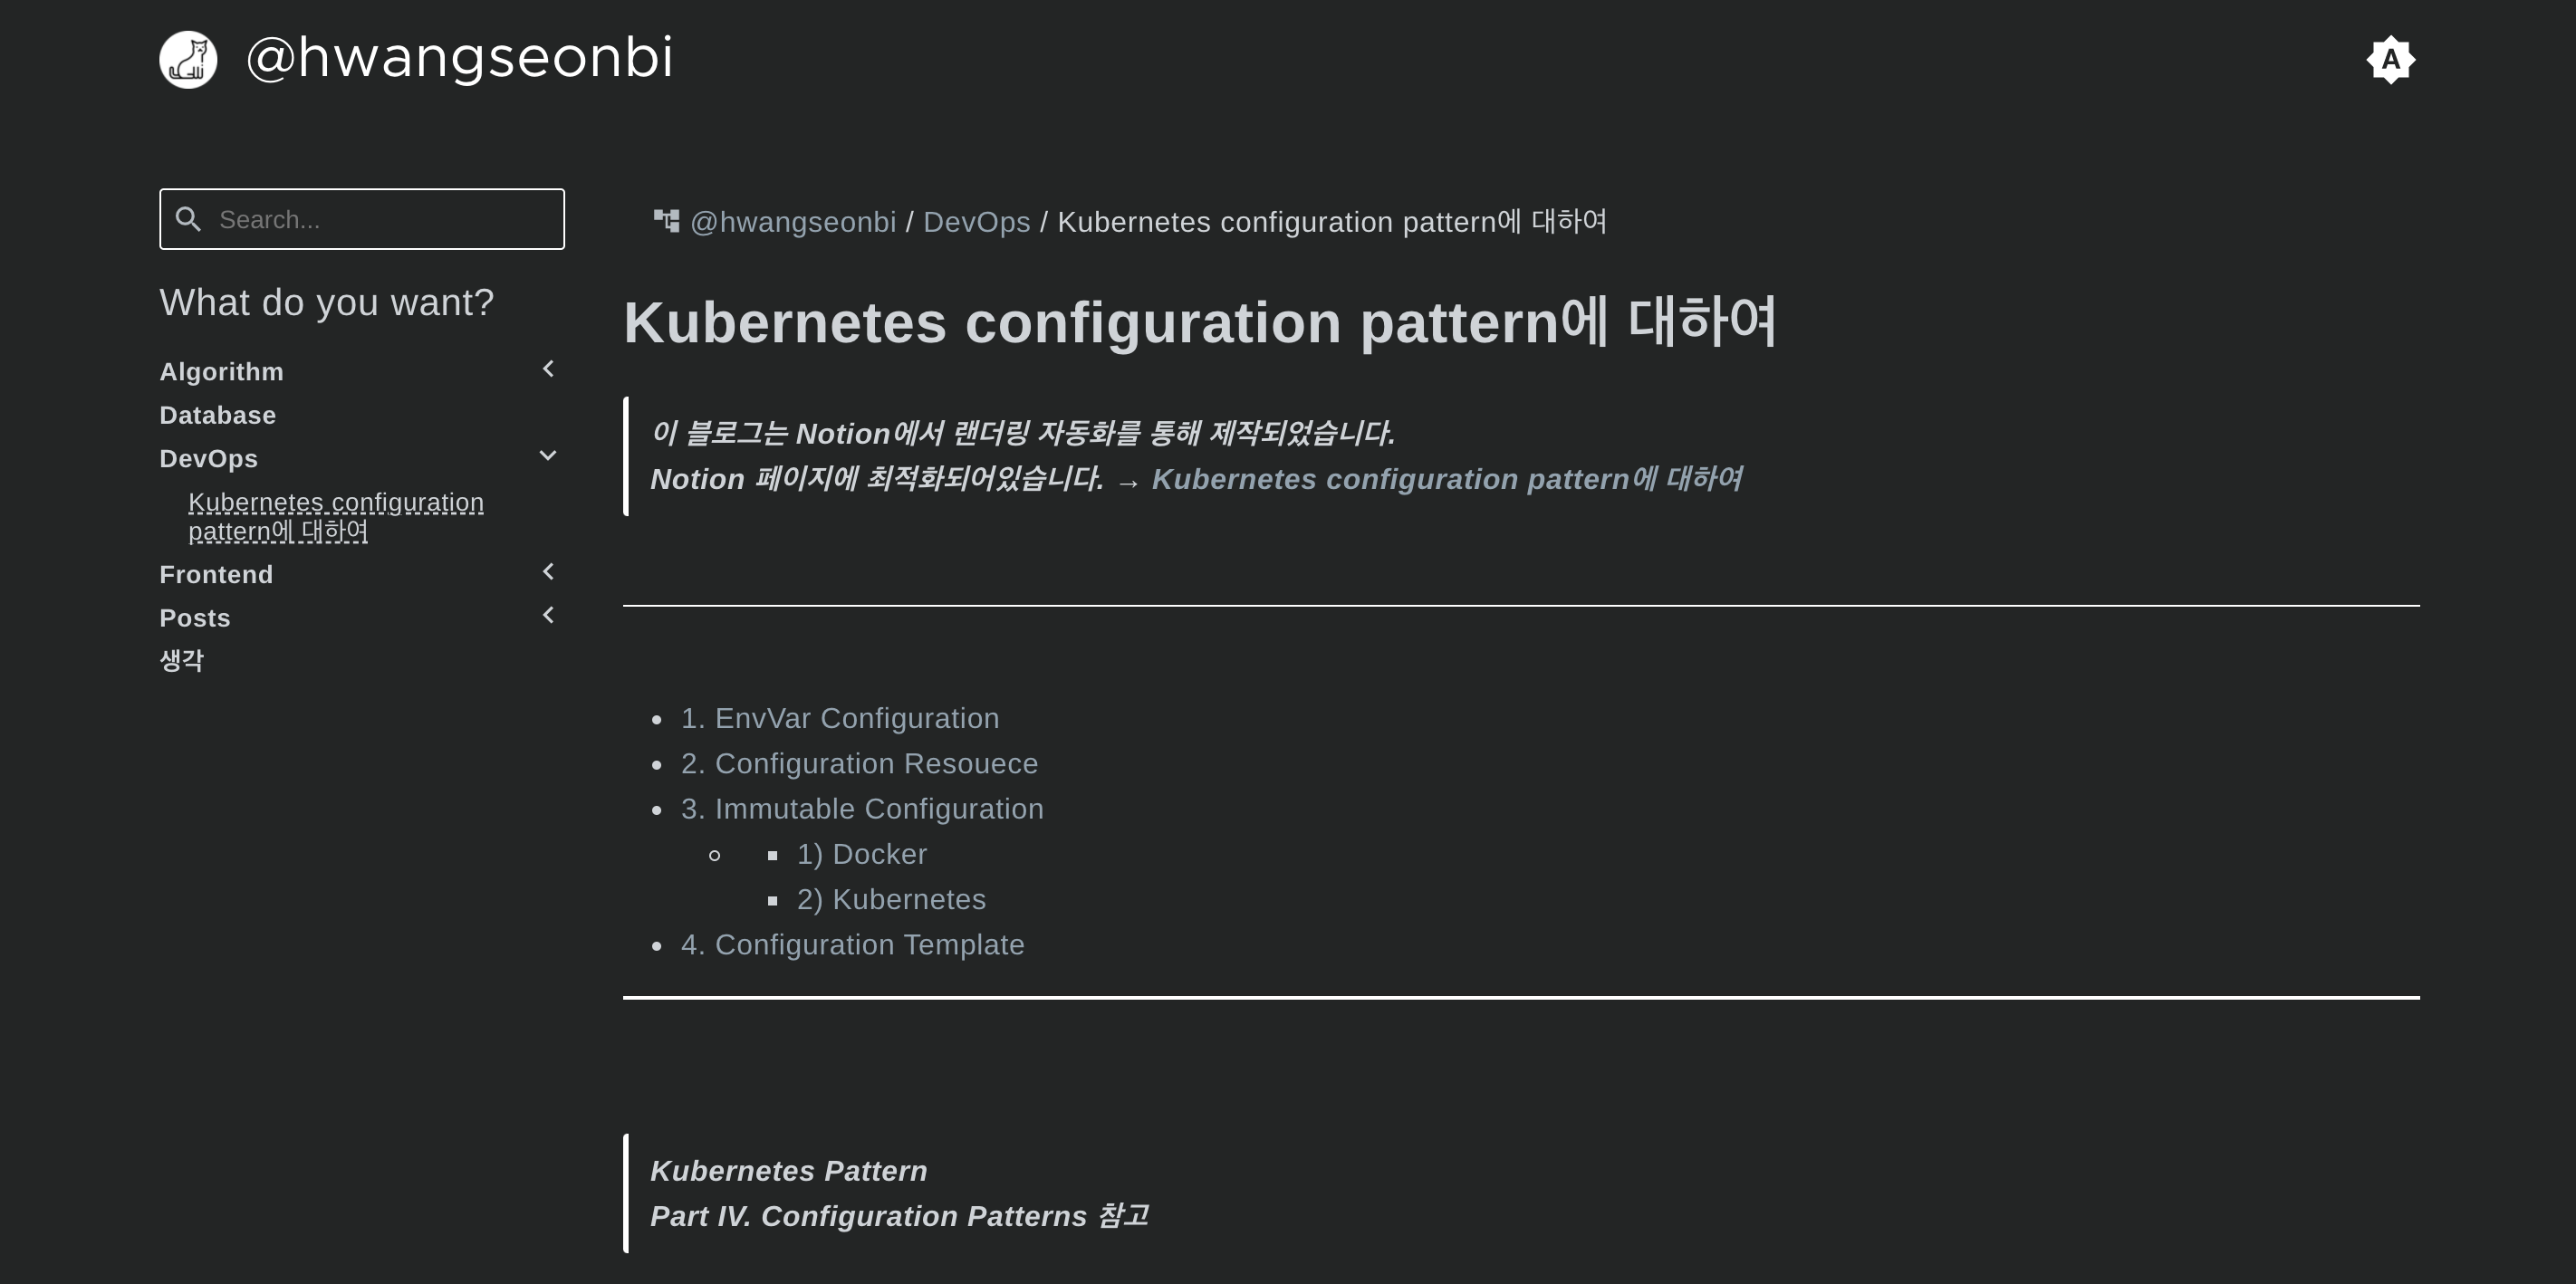 @hwangseonbi
A
Search...
What do you want?
Algorithm
Database
DevOps
Kubernetes configuration
pattern에 대하여
Frontend
Posts
생각
@hwangseonbi / DevOps / Kubernetes configuration pattern에 대하여
Kubernetes configuration pattern에 대하여
이 블로그는 Notion에서 랜더링 자동화를 통해 제작되었습니다.
Notion 페이지에 최적화되어있습니다. → Kubernetes configuration pattern에 대하여
1. EnvVar Configuration
2. Configuration Resouece
3. Immutable Configuration
1) Docker
2) Kubernetes
4. Configuration Template
Kubernetes Pattern
Part IV. Configuration Patterns 참고